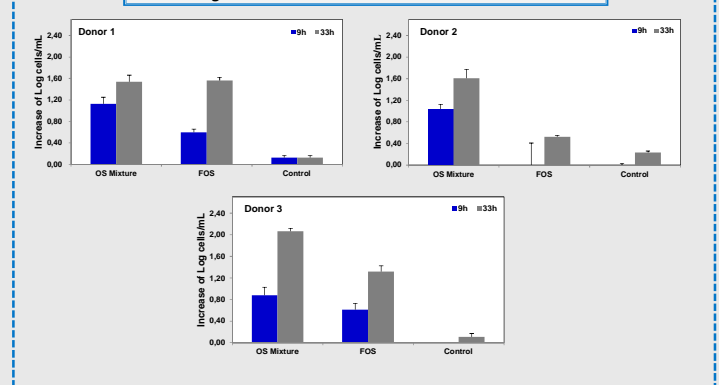 Donor 1
9h 33h
Increase of Log cells/mL
2,40
2,00
1,60
1,20
0,80
0,40
0,00
OS Mixture FOS Control
Donor 2
9h 33h
Increase of Log cells/mL
2,40
2,00
1,60
1,20
0,80
0,40
0,00
OS Mixture FOS Control
Donor 3
9h 33h
Increase of Log cells/mL
2,40
2,00
1,60
1,20
0,80
0,40
0,00
OS Mixture FOS Control